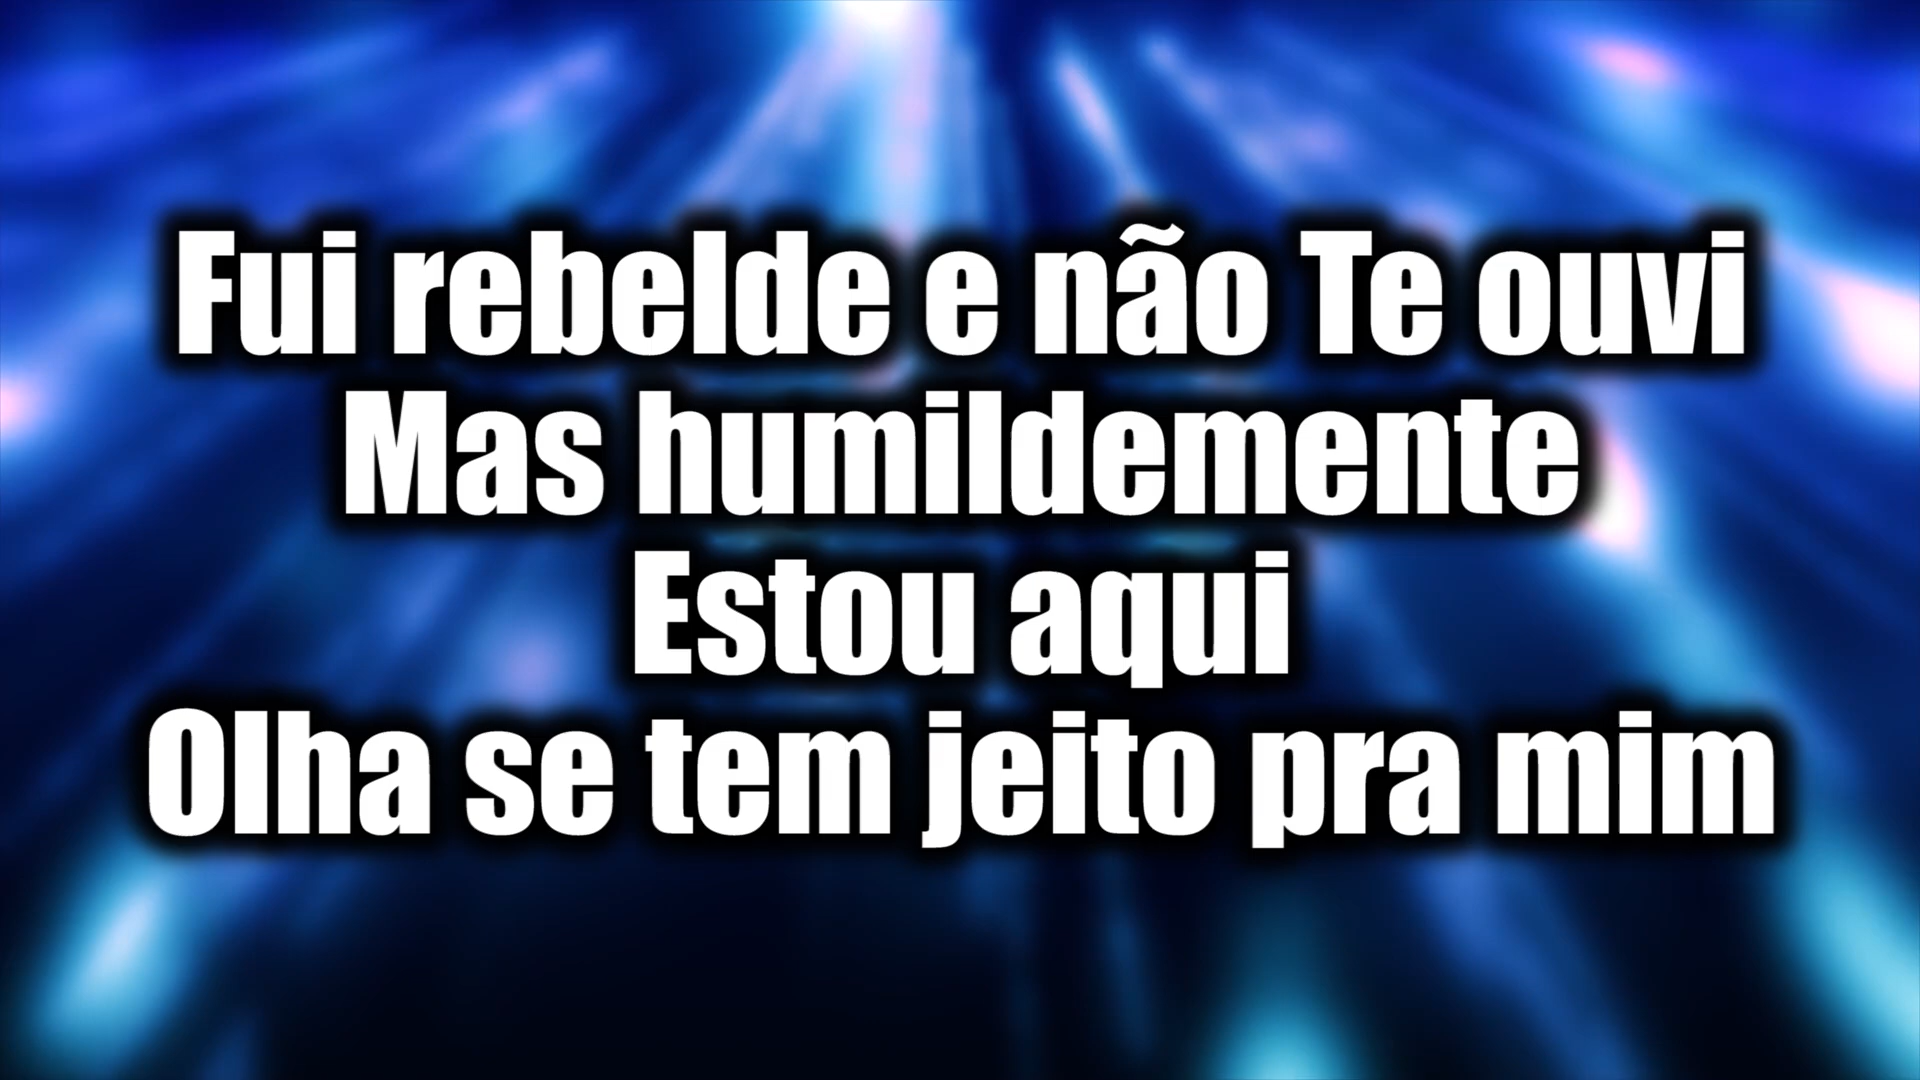 Fui rebelde e não Te ouvi
Mas humildemente
Estou aqui
Olha se tem jeito pra mim